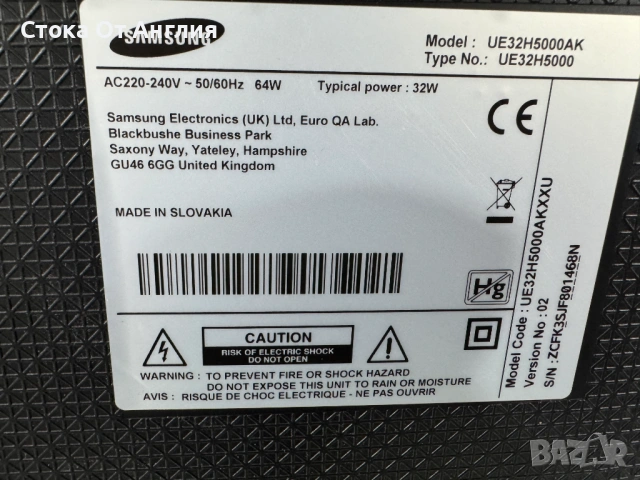 Стока От Англия
SAMSUNG
Model : UE32H5000AK
Type No.: UE32H5000
AC220-240V ~ 50/60Hz 64W Typical power : 32W
Samsung Electronics (UK) Ltd, Euro QA Lab.
Blackbushe Business Park
Saxony Way, Yateley, Hampshire
GU46 6GG United Kingdom
CE
MADE IN SLOVAKIA
Hg
CAUTION
RISK OF ELECTRIC SHOCK
DO NOT OPEN
WARNING : TO PREVENT FIRE OR SHOCK HAZARD
DO NOT EXPOSE THIS UNIT TO RAIN OR MOISTURE
AVIS : RISQUE DE CHOC ELECTRIQUE - NE PAS OUVRIR
Model Code : UE32H5000AKXXU
Version No : 02
S/N : ZCFK3SJF801468N
BAZAR